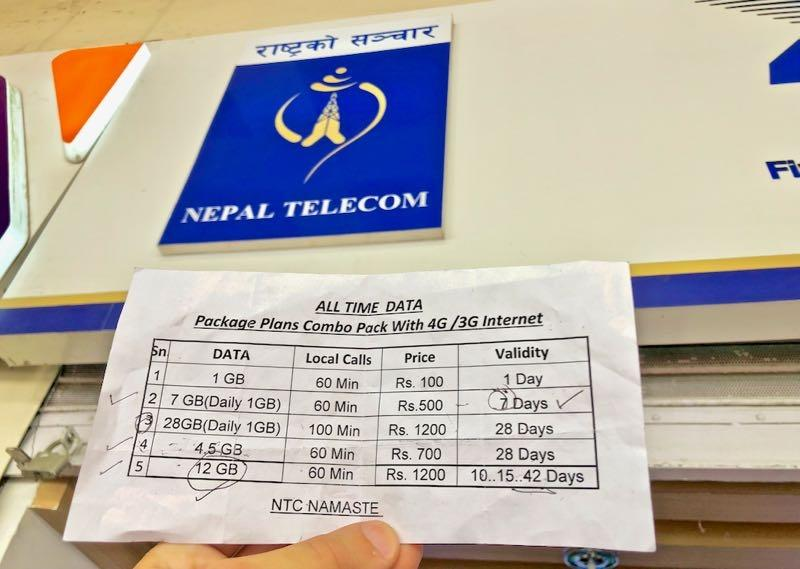 राष्ट्रको सञ्चार
NEPAL TELECOM
Fi
ALL TIME DATA
Package Plans Combo Pack With 4G /3G Internet
Sn DATA Local Calls Price Validity
1 1 GB 60 Min Rs. 100 1 Day
2 7 GB(Daily 1GB) 60 Min Rs.500 7 Days
3 28GB(Daily 1GB) 100 Min Rs. 1200 28 Days
4 4.5 GB 60 Min Rs. 700 28 Days
5 12 GB 60 Min Rs. 1200 10..15..42 Days
NTC NAMASTE